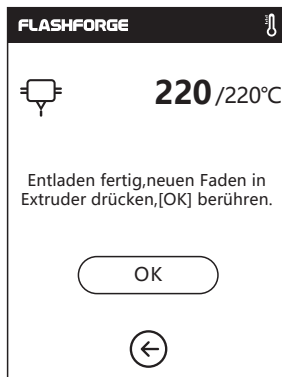 FLASHFORGE
220/220℃
Entladen fertig,neuen Faden in
Extruder drücken,[OK] berühren.
OK